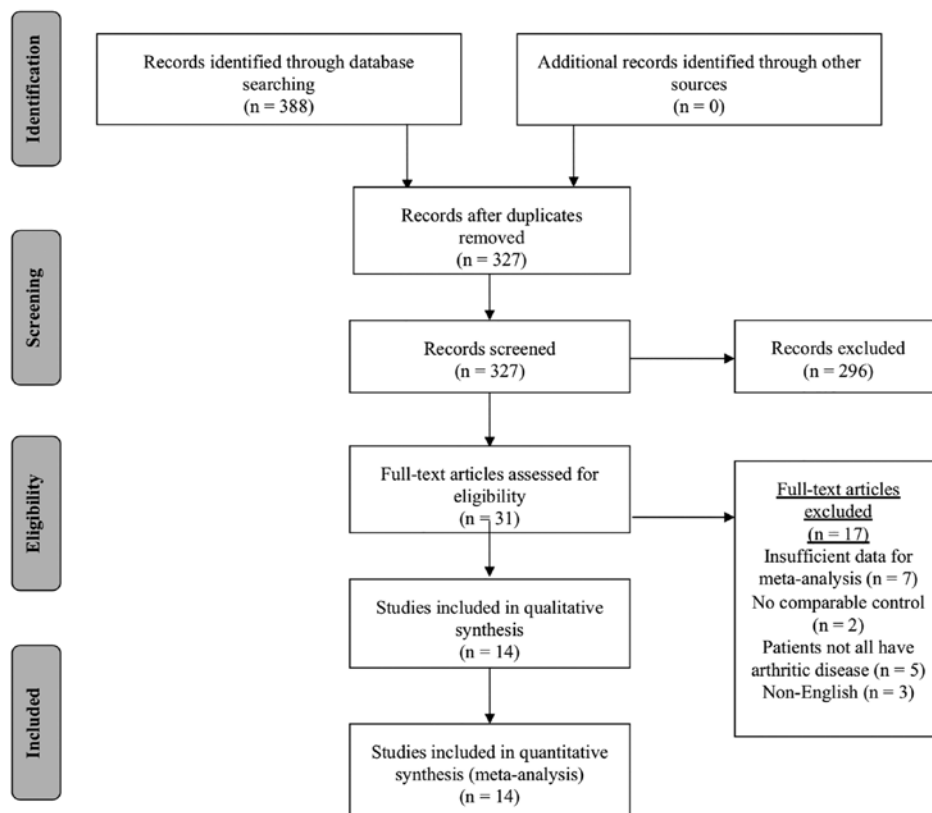 Identification
Records identified through database
searching
(n = 388)
Additional records identified through other
sources
(n = 0)
Records after duplicates
removed
(n = 327)
Screening
Records screened
(n = 327)
Records excluded
(n = 296)
Eligibility
Full-text articles assessed for
eligibility
(n = 31)
Full-text articles
excluded
(n = 17)
Insufficient data for
meta-analysis (n = 7)
No comparable control
(n = 2)
Patients not all have
arthritic disease (n = 5)
Non-English (n = 3)
Studies included in qualitative
synthesis
(n = 14)
Included
Studies included in quantitative
synthesis (meta-analysis)
(n = 14)